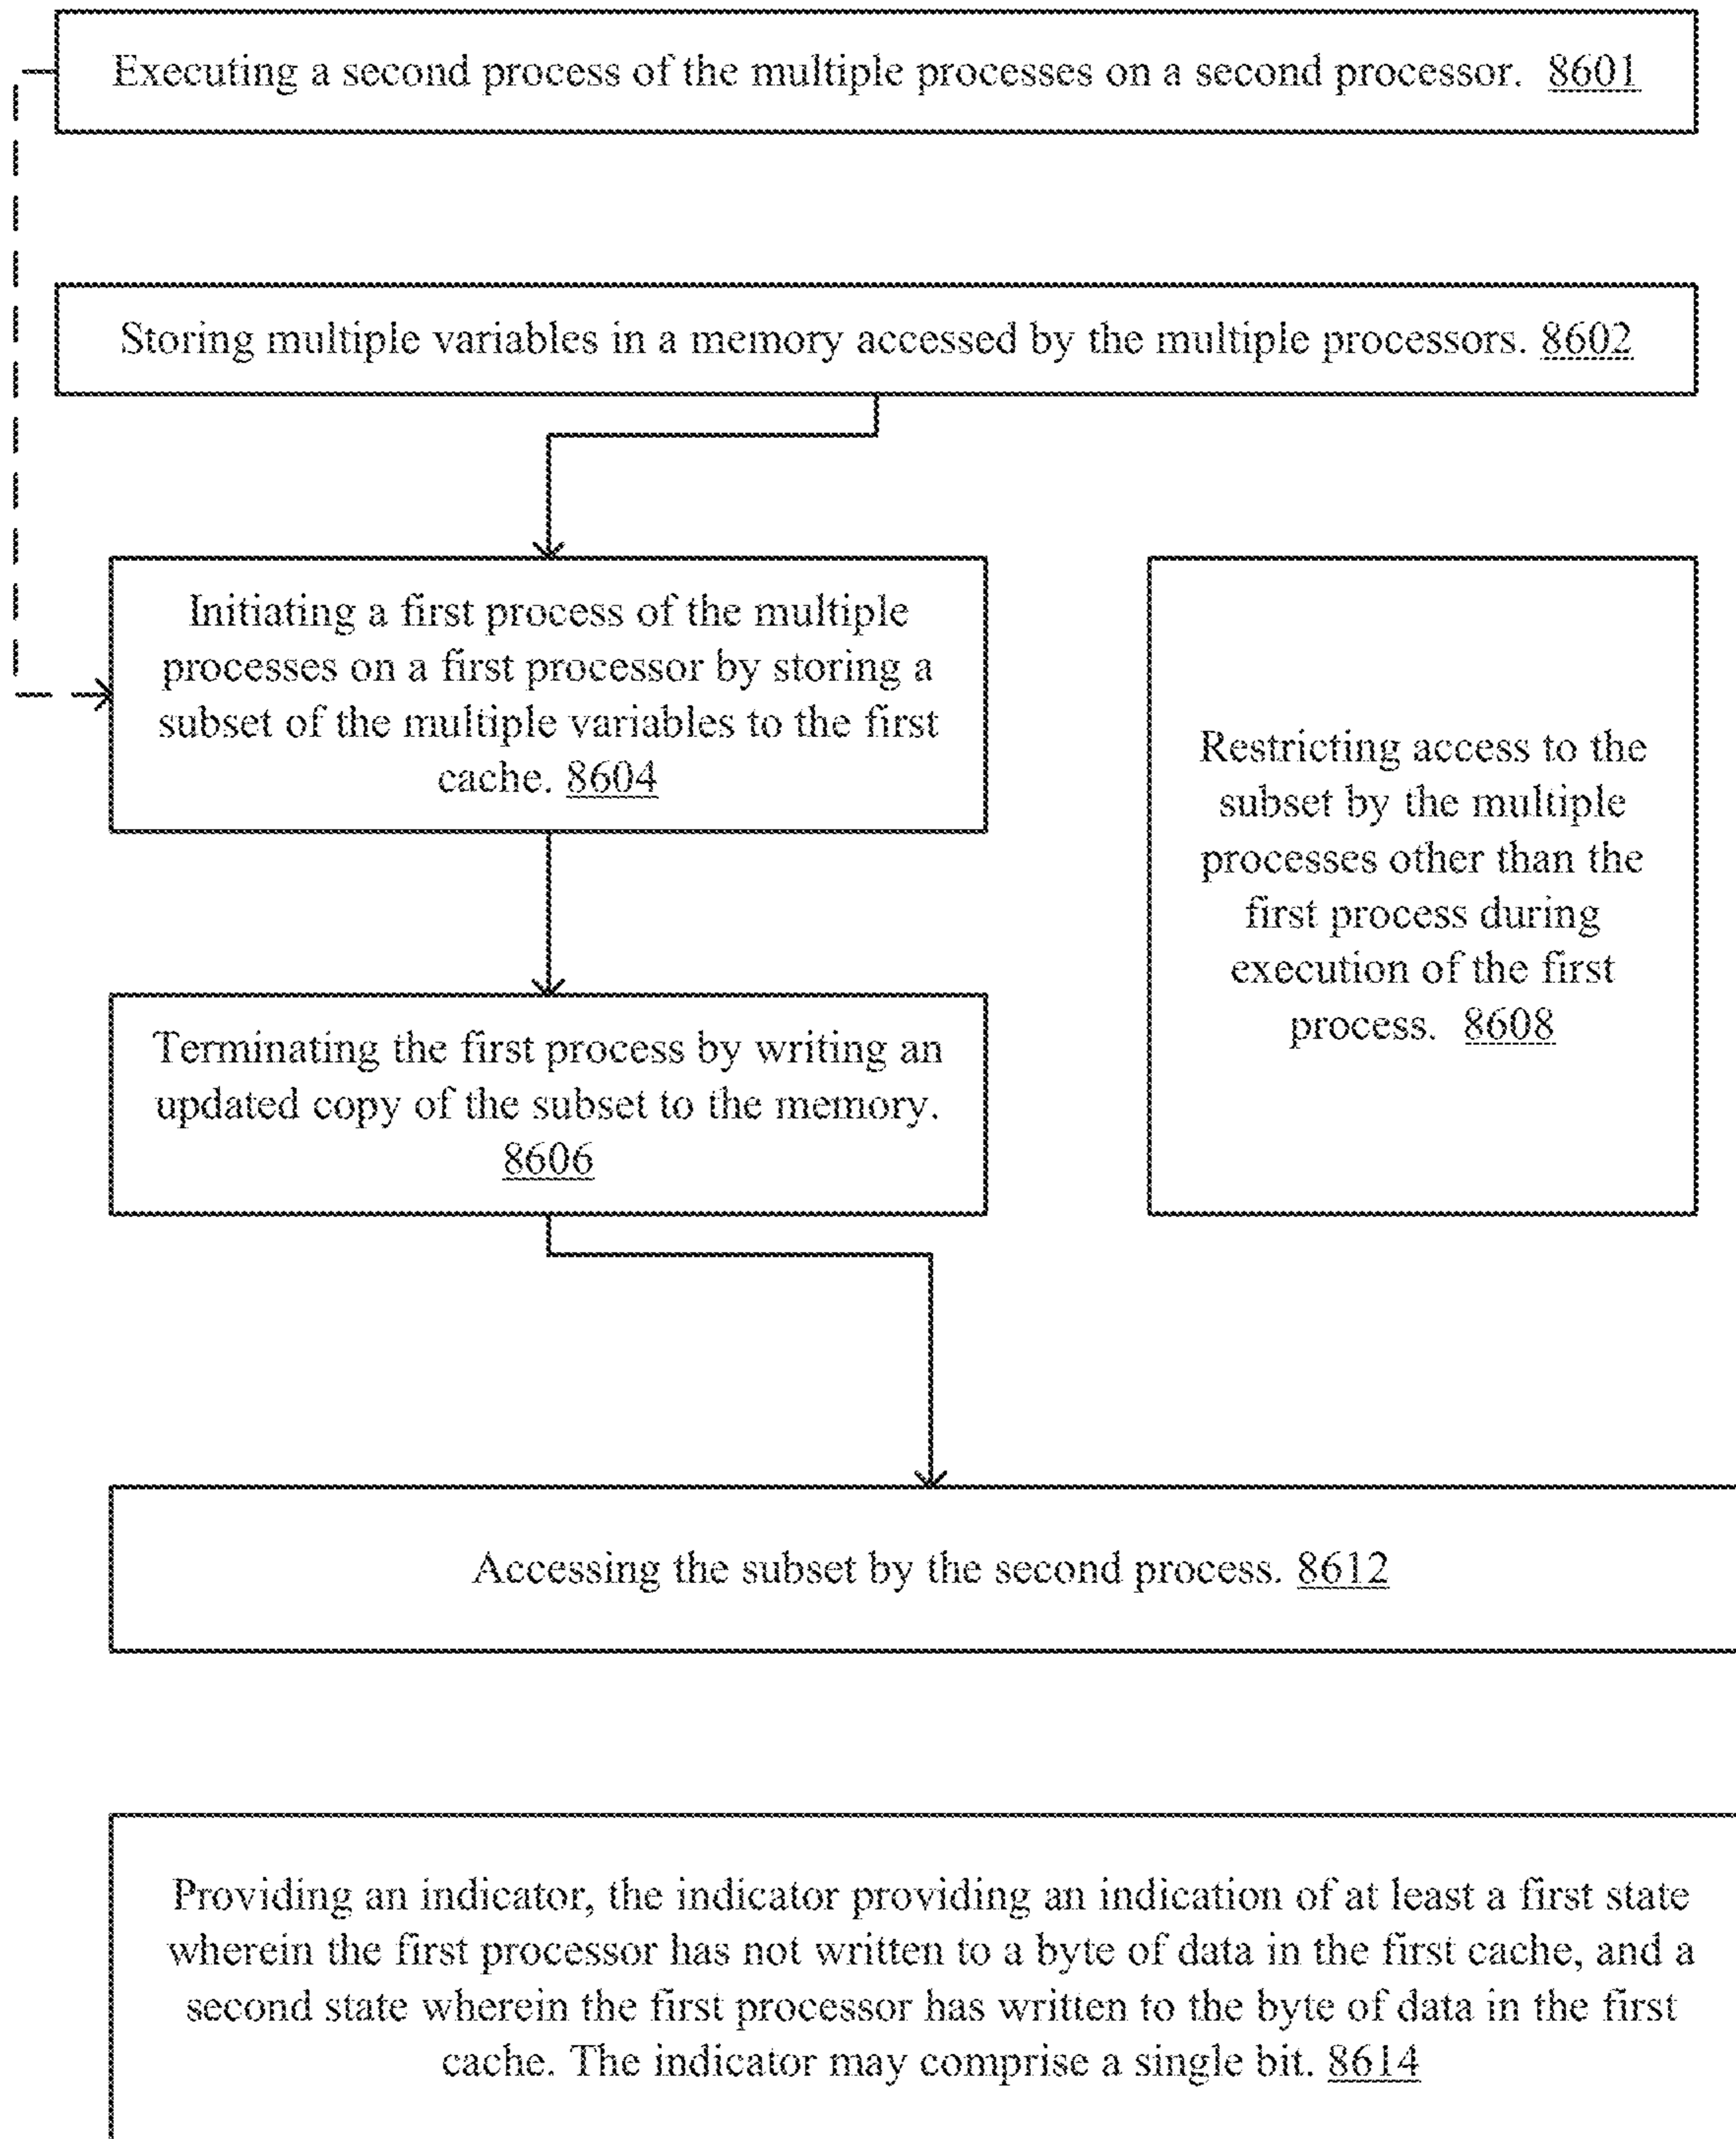 Executing a second process of the multiple processes on a second processor. 8601
Storing multiple variables in a memory accessed by the multiple processors. 8602
Initiating a first process of the multiple
processes on a first processor by storing a
subset of the multiple variables to the first
cache. 8604
Restricting access to the
subset by the multiple
processes other than the
first process during
execution of the first
process. 8608
Terminating the first process by writing an
updated copy of the subset to the memory.
8606
Accessing the subset by the second process. 8612
Providing an indicator, the indicator providing an indication of at least a first state
wherein the first processor has not written to a byte of data in the first cache, and a
second state wherein the first processor has written to the byte of data in the first
cache. The indicator may comprise a single bit. 8614